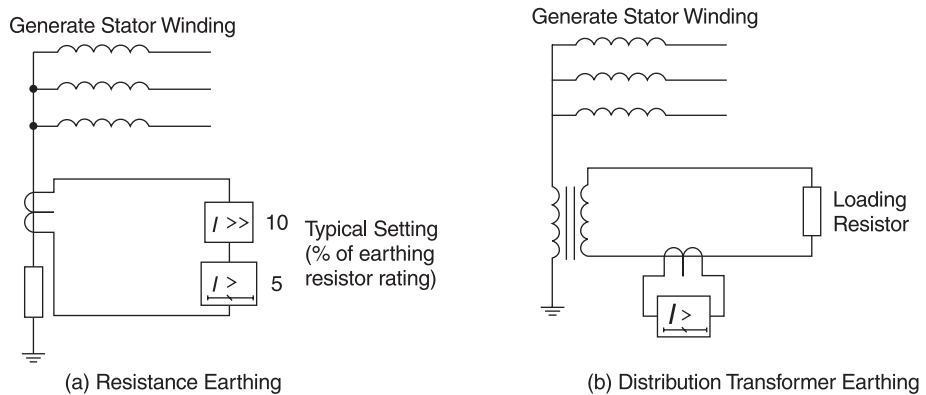 Generate Stator Winding
I >>
10
I >
5
Typical Setting
(% of earthing
resistor rating)
(a) Resistance Earthing
Generate Stator Winding
Loading
Resistor
I >
(b) Distribution Transformer Earthing